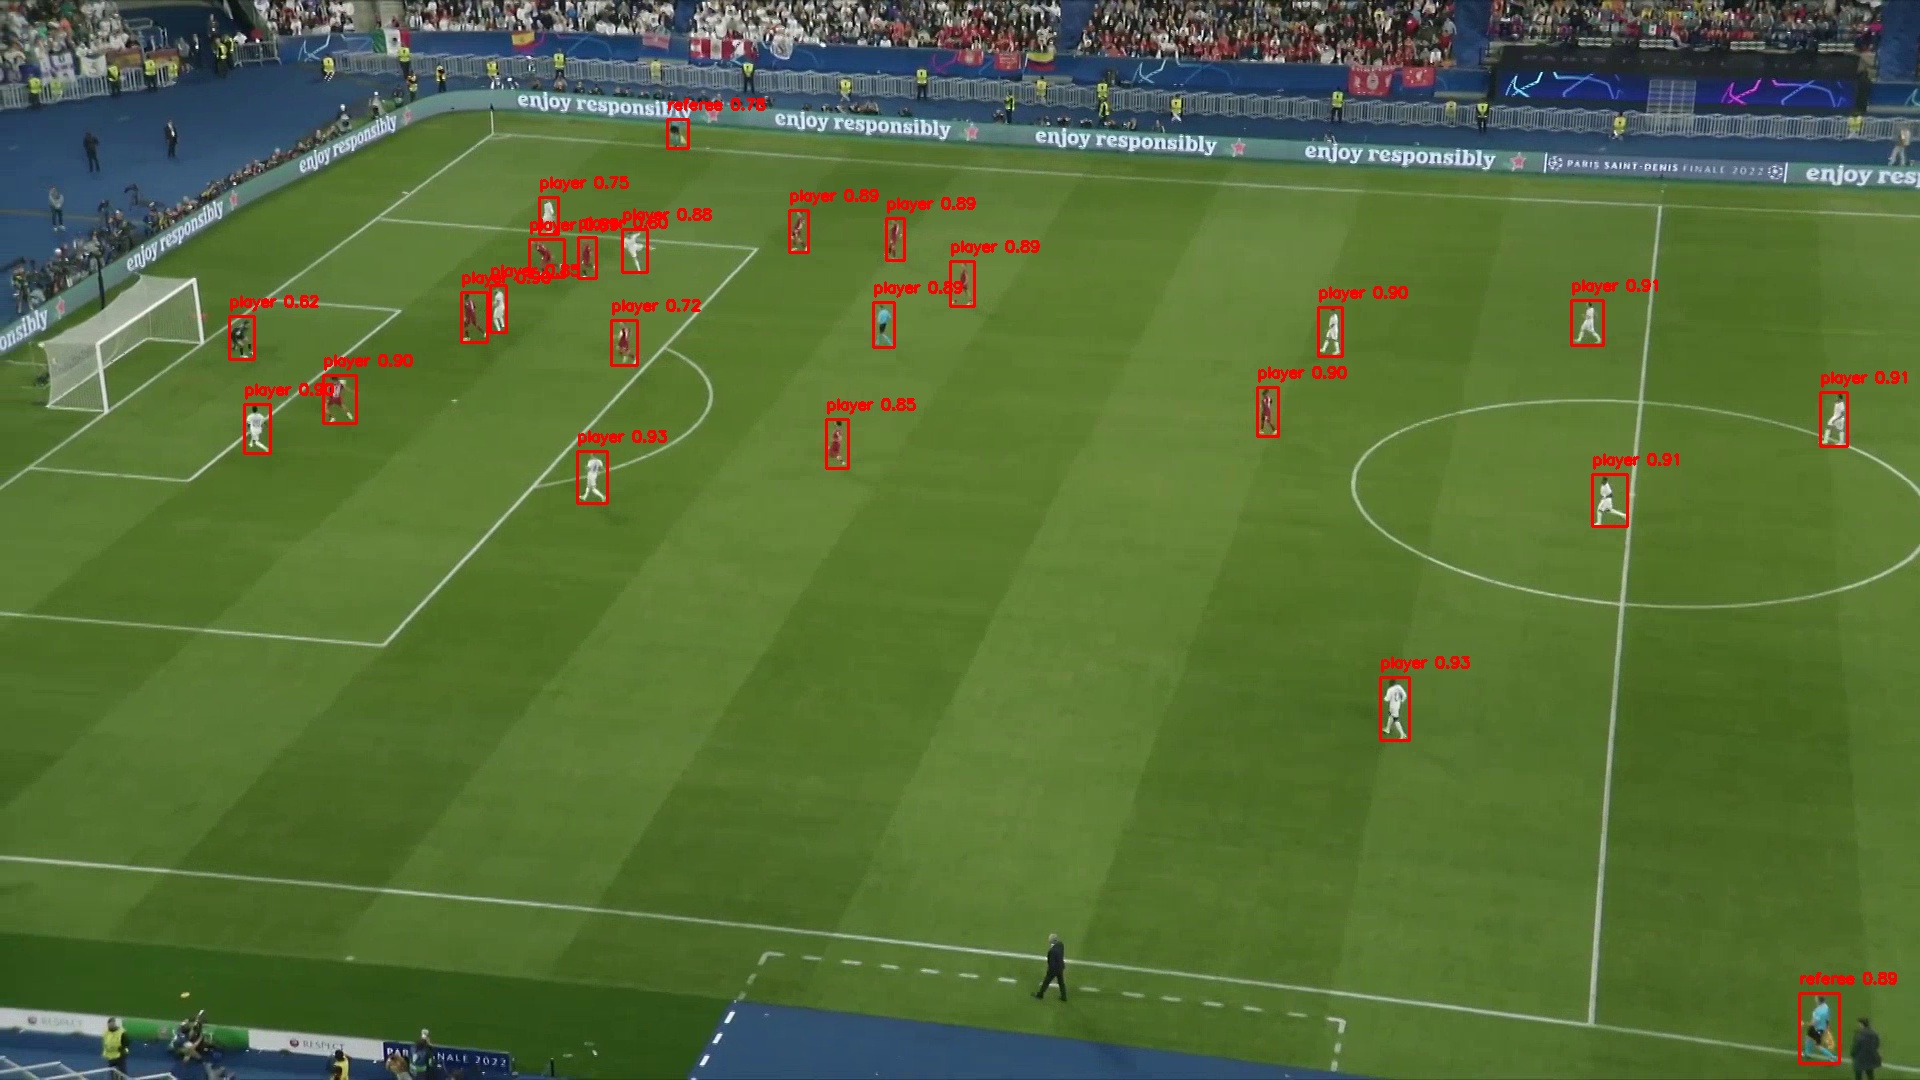 enjoy responsibly
enjoy responsibly
enjoy responsibly
enjoy responsibly
PARIS SAINT-DENIS FINALE 2022
enjoy resp
enjoy responsibly
enjoy responsibly
onsibly
referee 0.78
player 0.75
player 0.88
player 0.89
player 0.89
player 0.89
player 0.89
player 0.62
player 0.72
player 0.90
player 0.90
player 0.91
player 0.90
player 0.91
player 0.85
player 0.93
player 0.91
player 0.93
referee 0.89
RESPECT
RESPECT
NALE 2022